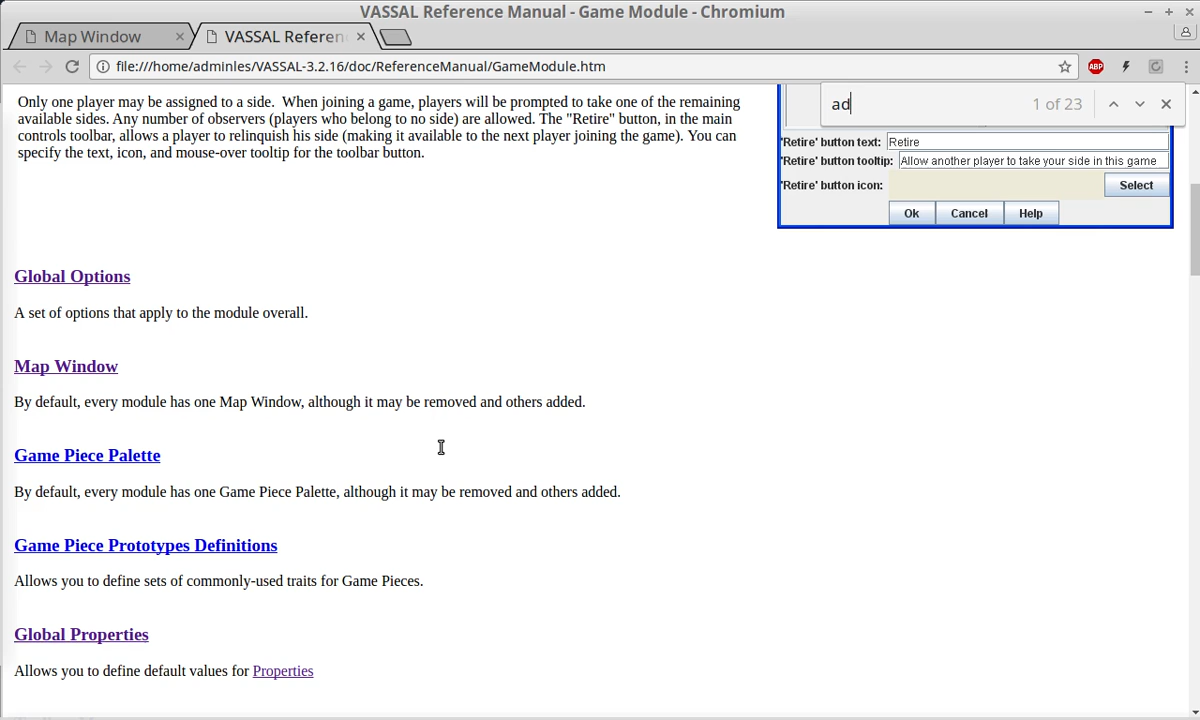 VASSAL Reference Manual - Game Module - Chromium
Map Window
VASSAL Referen
file:///home/adminles/VASSAL-3.2.16/doc/ReferenceManual/GameModule.htm
ABP
ad
1 of 23
Only one player may be assigned to a side.  When joining a game, players will be prompted to take one of the remaining
available sides. Any number of observers (players who belong to no side) are allowed. The "Retire" button, in the main
controls toolbar, allows a player to relinquish his side (making it available to the next player joining the game). You can
specify the text, icon, and mouse-over tooltip for the toolbar button.
'Retire' button text: Retire
'Retire' button tooltip: Allow another player to take your side in this game
'Retire' button icon: Select
Ok Cancel Help
Global Options
A set of options that apply to the module overall.
Map Window
By default, every module has one Map Window, although it may be removed and others added.
Game Piece Palette
By default, every module has one Game Piece Palette, although it may be removed and others added.
Game Piece Prototypes Definitions
Allows you to define sets of commonly-used traits for Game Pieces.
Global Properties
Allows you to define default values for Properties